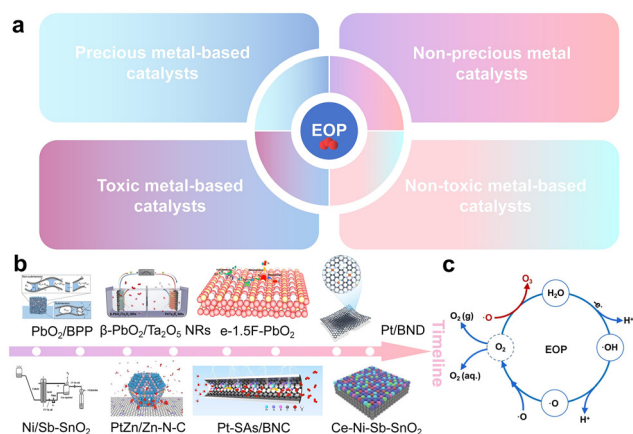 a
Precious metal-based
catalysts
Non-precious metal
catalysts
EOP
Toxic metal-based
catalysts
Non-toxic metal-based
catalysts
b
PbO₂/BPP
β-PbO₂/Ta₂O₅ NRs
e-1.5F-PbO₂
Pt/BND
Timeline
Ni/Sb-SnO₂
PtZn/Zn-N-C
Pt-SAs/BNC
Ce-Ni-Sb-SnO₂
c
O₃
H₂O
·O
-e-
H⁺
O₂ (g)
O₂
EOP
·OH
O₂ (aq.)
·O
·O
H⁺